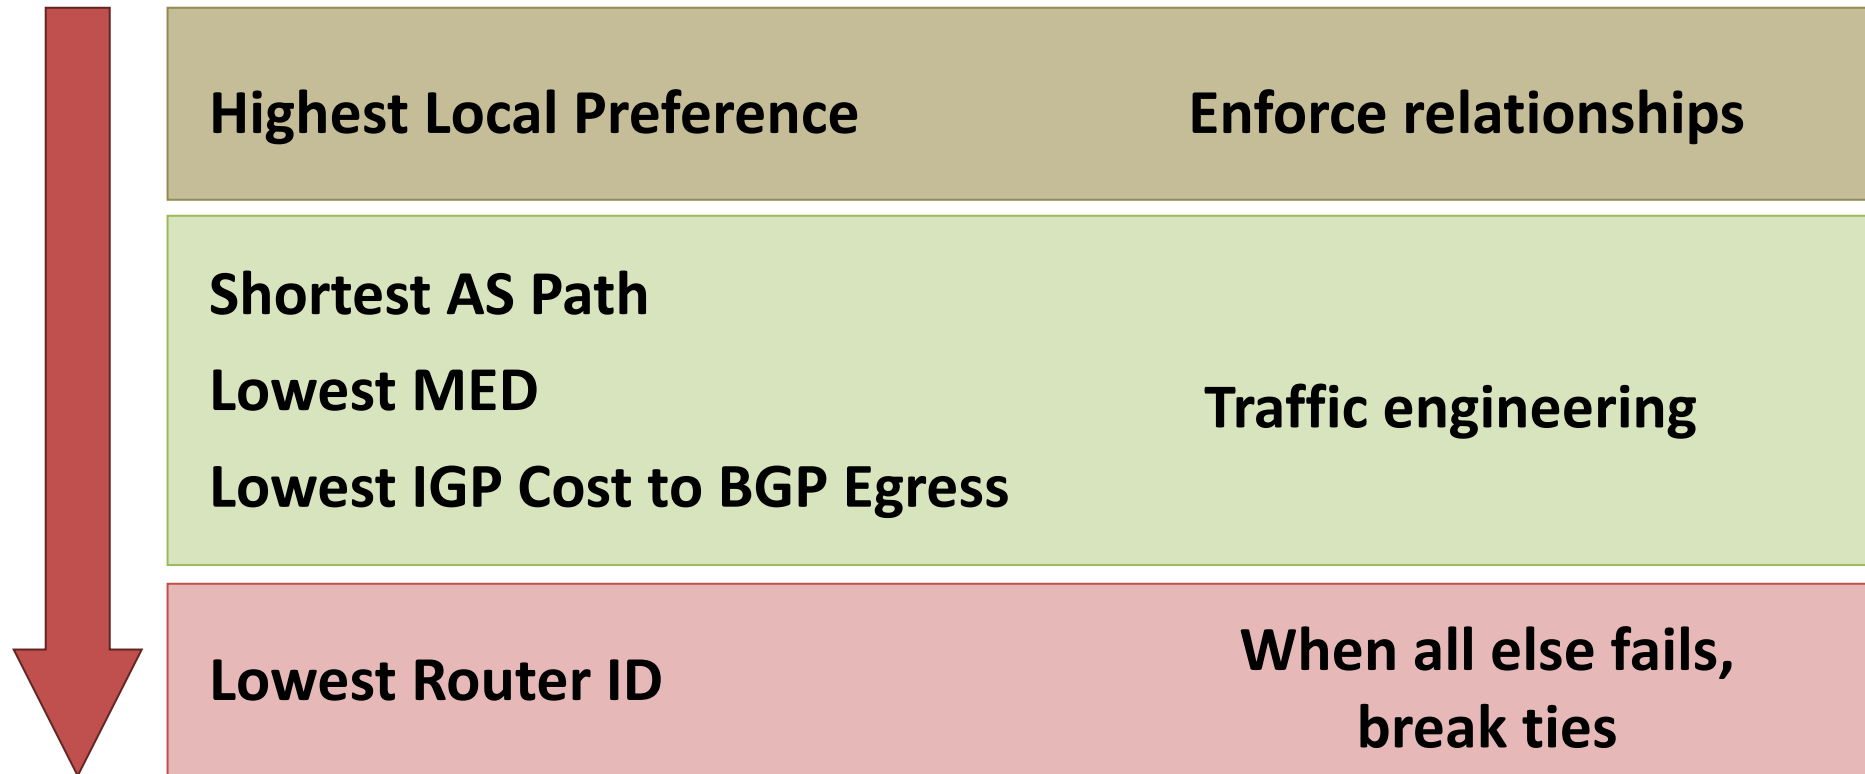 Highest Local Preference
Enforce relationships
Shortest AS Path
Lowest MED
Lowest IGP Cost to BGP Egress
Traffic engineering
Lowest Router ID
When all else fails,
break ties